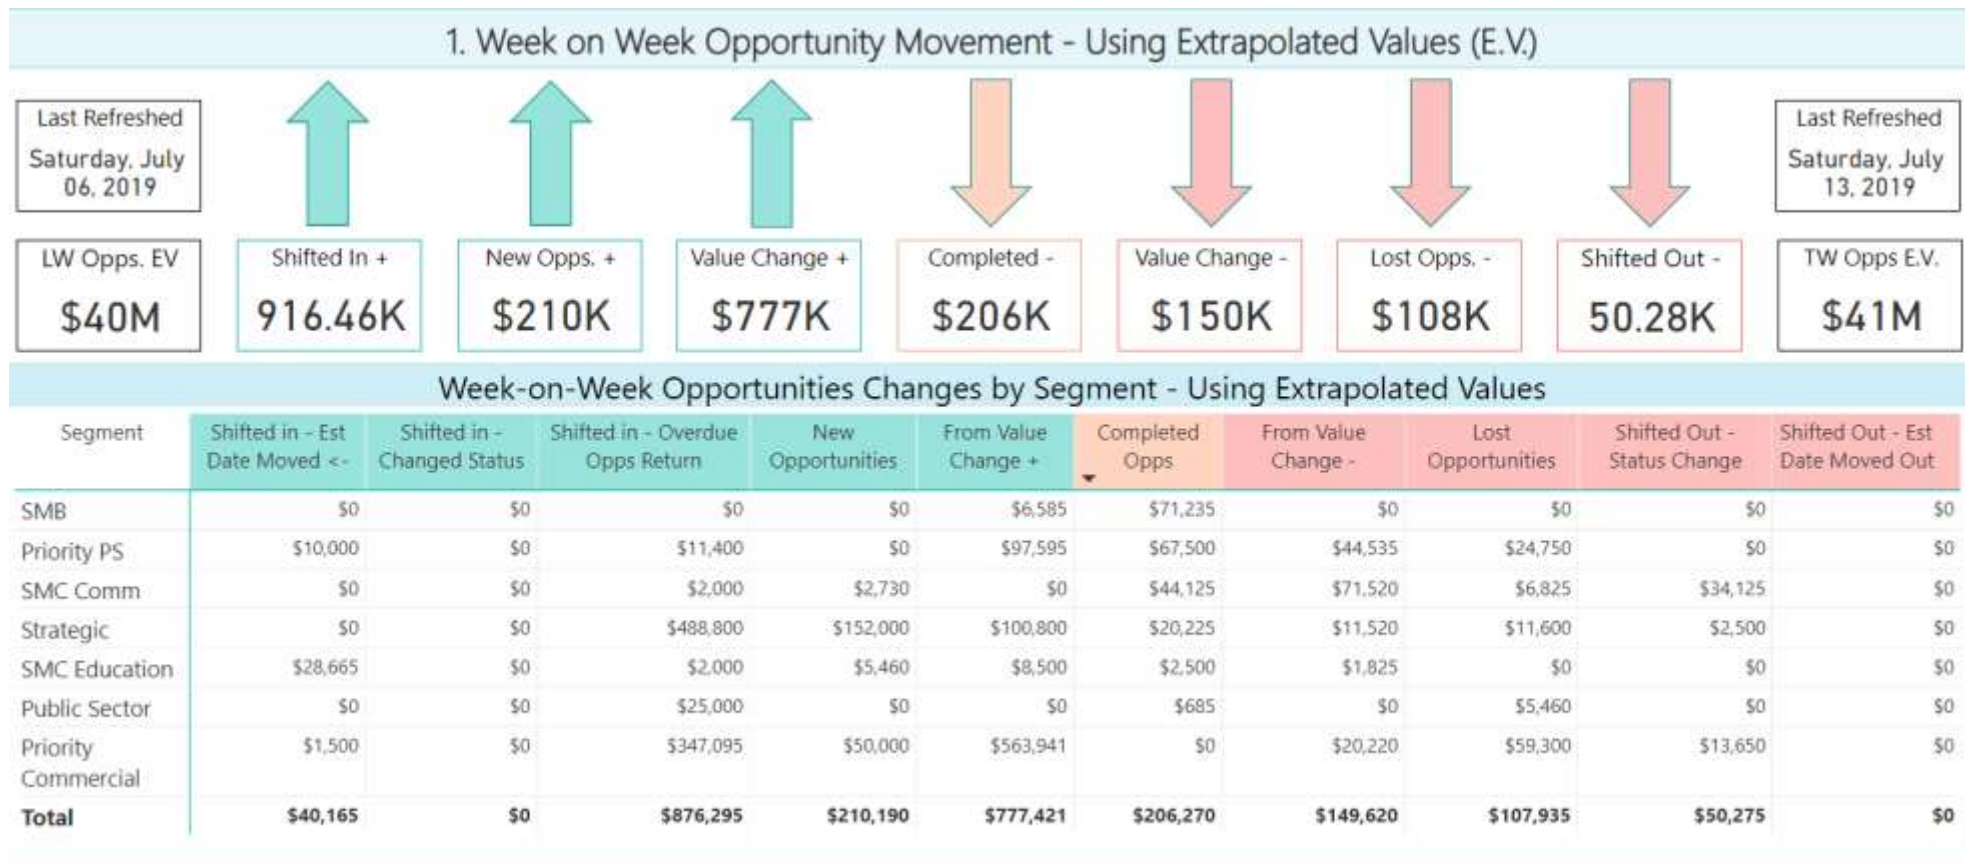 1. Week on Week Opportunity Movement - Using Extrapolated Values (E.V.)
Last Refreshed
Saturday, July
06, 2019
Last Refreshed
Saturday, July
13, 2019
LW Opps. EV
$40M
Shifted In +
916.46K
New Opps. +
$210K
Value Change +
$777K
Completed -
$206K
Value Change -
$150K
Lost Opps. -
$108K
Shifted Out -
50.28K
TW Opps E.V.
$41M
Week-on-Week Opportunities Changes by Segment - Using Extrapolated Values
Segment
Shifted in - Est
Date Moved <-
Shifted in -
Changed Status
Shifted in - Overdue
Opps Return
New
Opportunities
From Value
Change +
Completed
Opps
From Value
Change -
Lost
Opportunities
Shifted Out -
Status Change
Shifted Out - Est
Date Moved Out
SMB $0 $0 $0 $0 $6,585 $71,235 $0 $0 $0 $0
Priority PS $10,000 $0 $11,400 $0 $97,595 $67,500 $44,535 $24,750 $0 $0
SMC Comm $0 $0 $2,000 $2,730 $0 $44,125 $71,520 $6,825 $34,125 $0
Strategic $0 $0 $488,800 $152,000 $100,800 $20,225 $11,520 $11,600 $2,500 $0
SMC Education $28,665 $0 $2,000 $5,460 $8,500 $2,500 $1,825 $0 $0 $0
Public Sector $0 $0 $25,000 $0 $0 $685 $0 $5,460 $0 $0
Priority $1,500 $0 $347,095 $50,000 $563,941 $0 $20,220 $59,300 $13,650 $0
Commercial
Total $40,165 $0 $876,295 $210,190 $777,421 $206,270 $149,620 $107,935 $50,275 $0